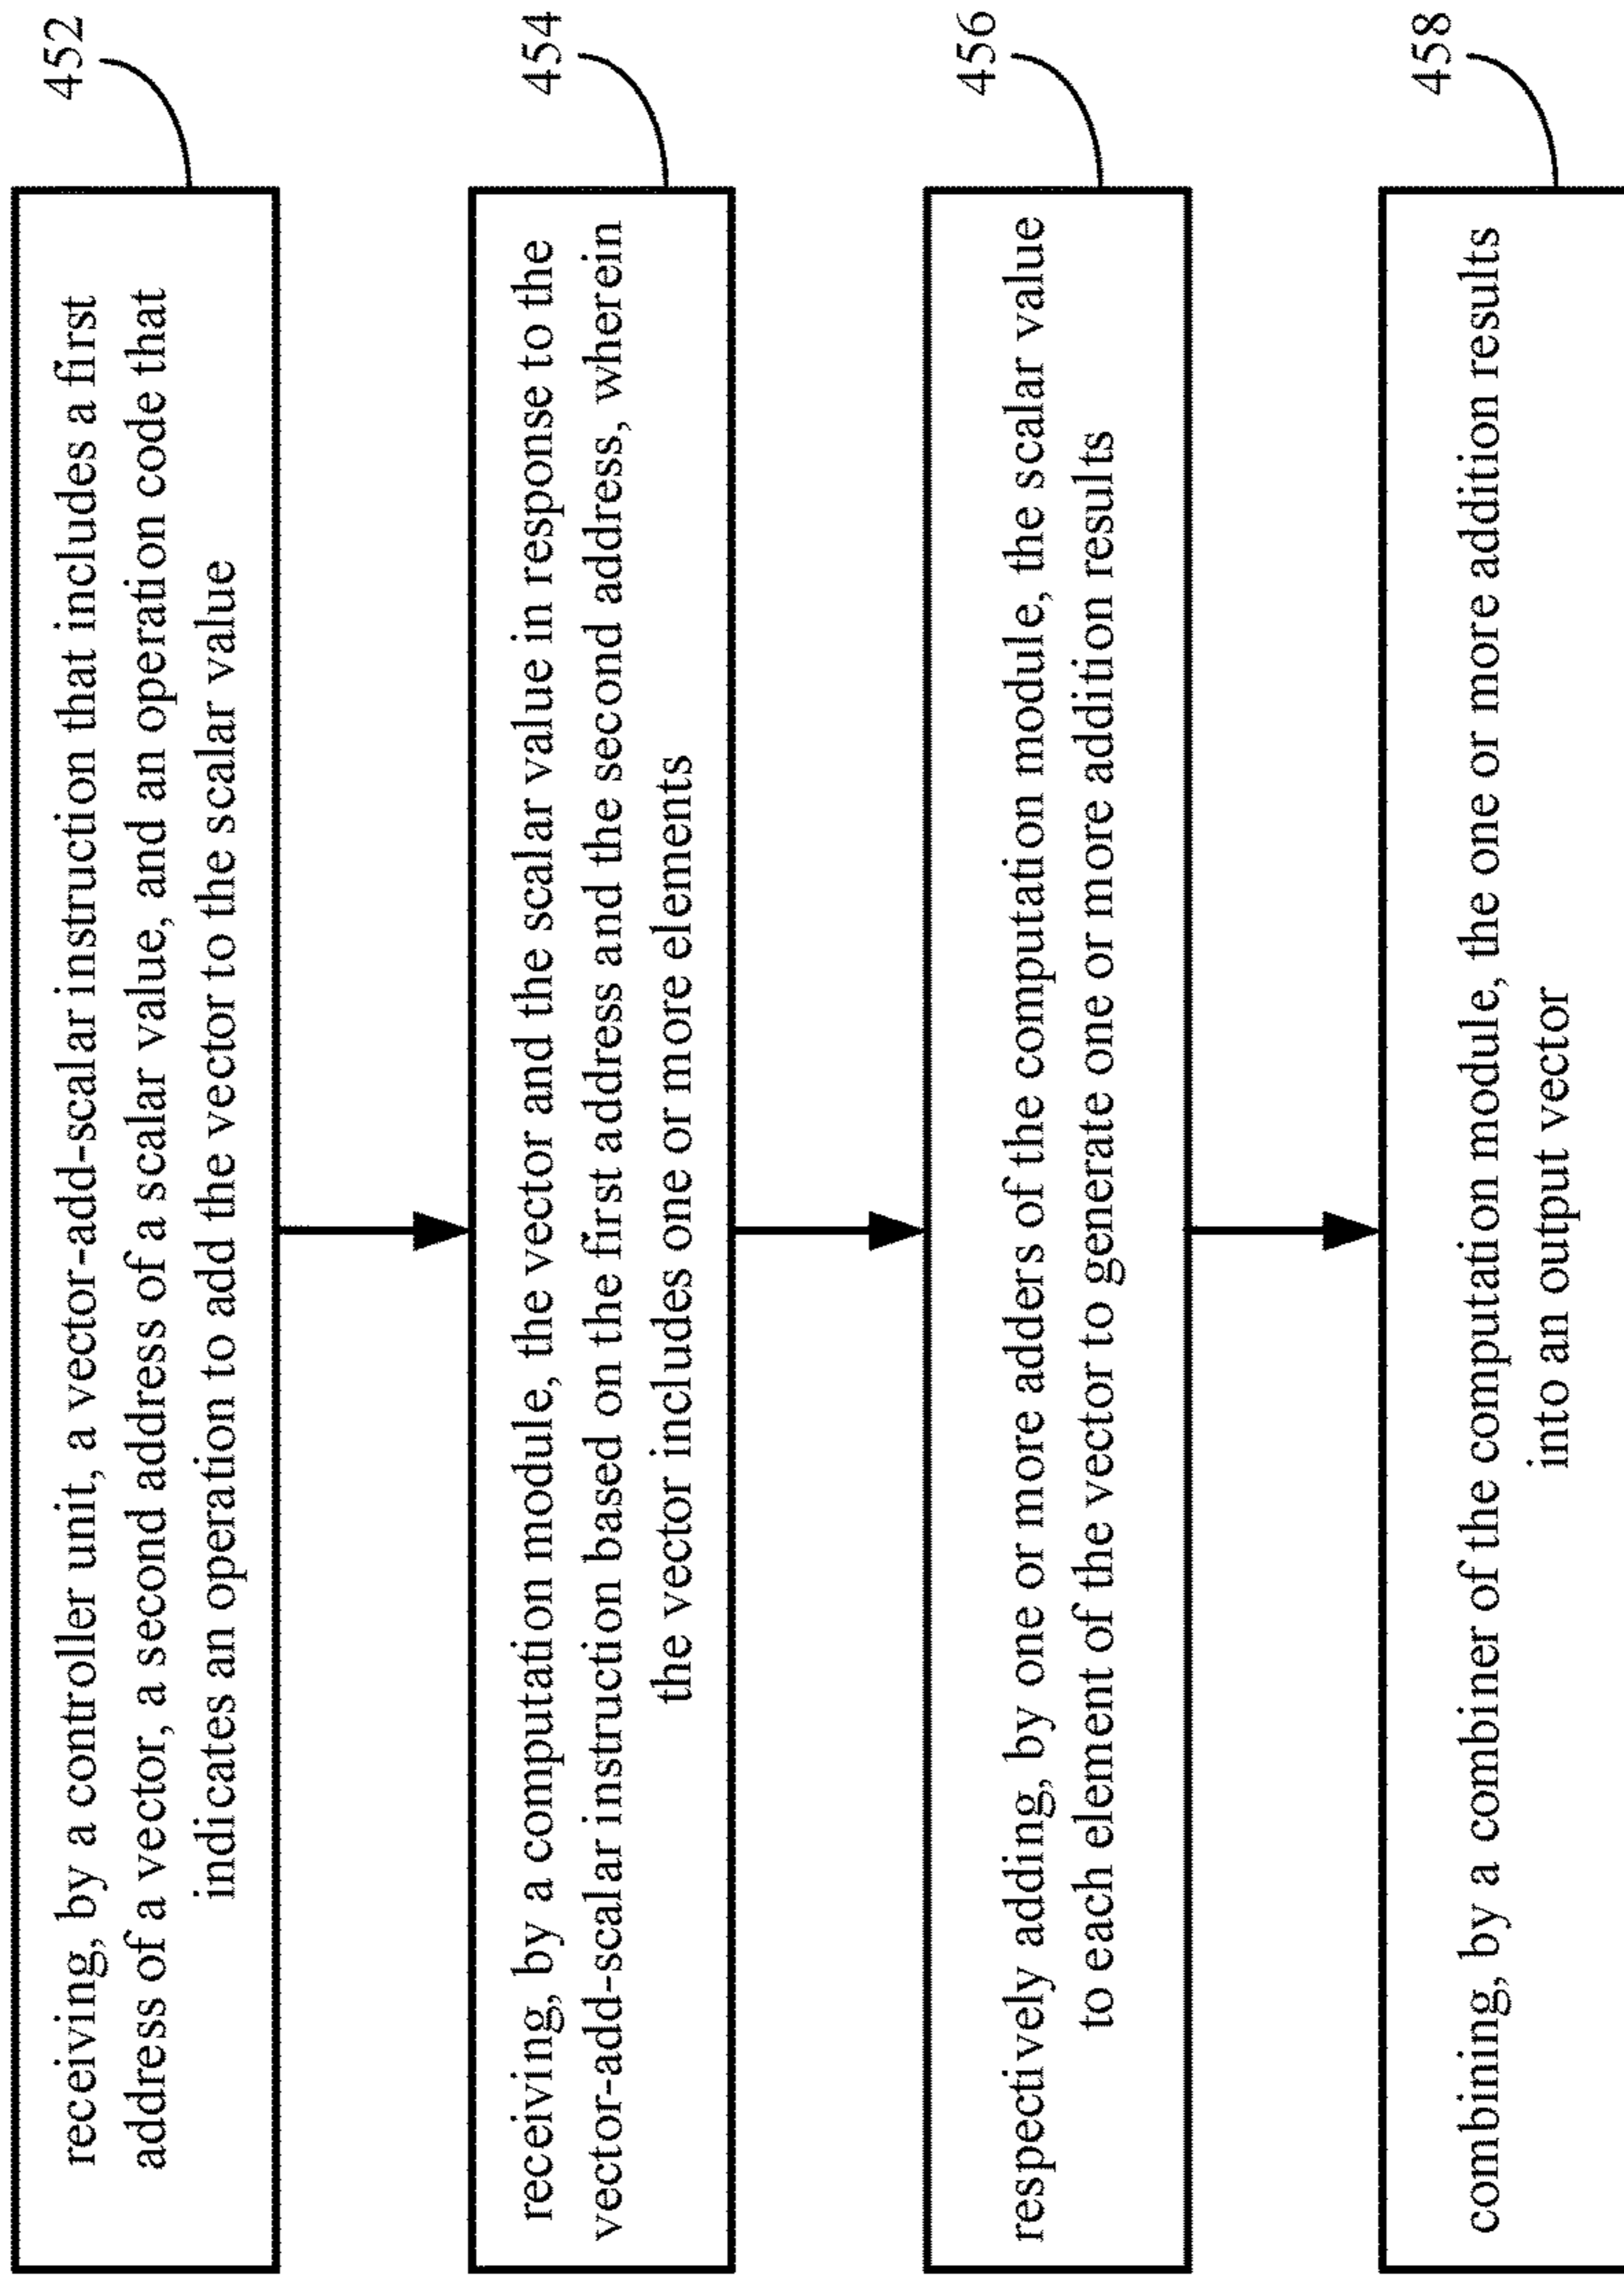 receiving, by a controller unit, a vector-add-scalar instruction that includes a first
address of a vector, a second address of a scalar value, and an operation code that
indicates an operation to add the vector to the scalar value
452
receiving, by a computation module, the vector and the scalar value in response to the
vector-add-scalar instruction based on the first address and the second address, wherein
the vector includes one or more elements
454
respectively adding, by one or more adders of the computation module, the scalar value
to each element of the vector to generate one or more addition results
456
combining, by a combiner of the computation module, the one or more addition results
into an output vector
458